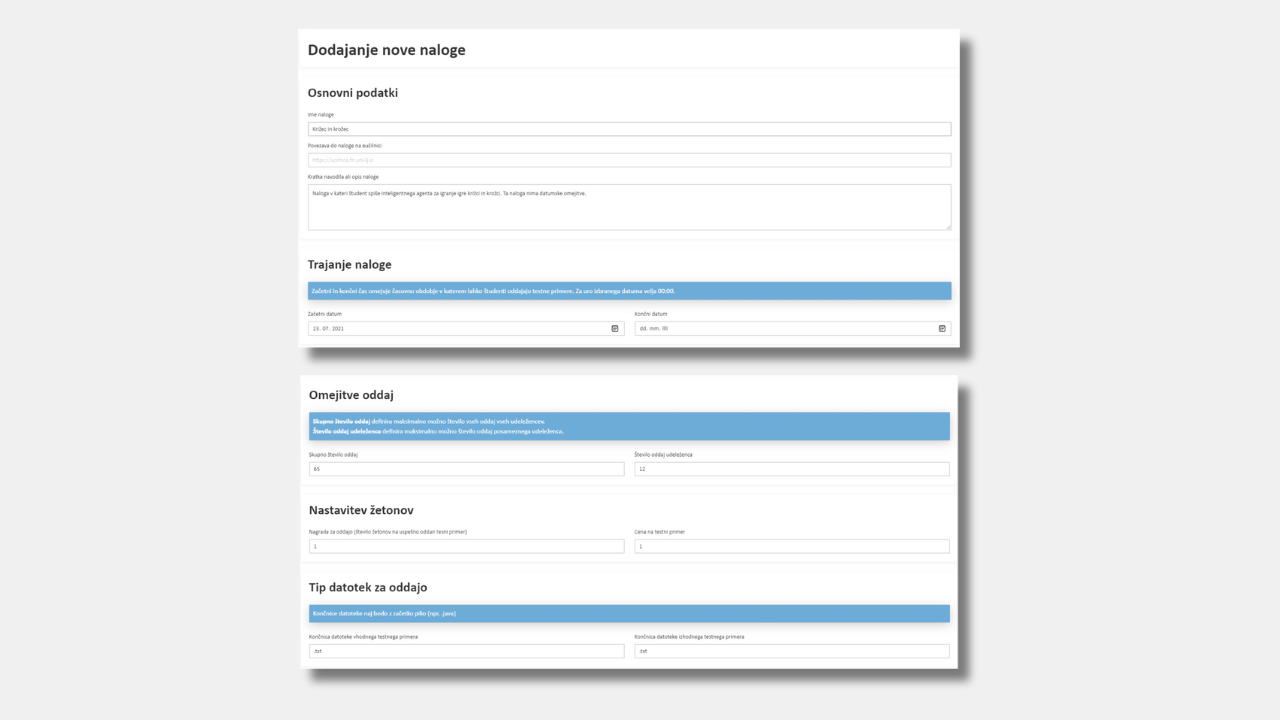 Dodajanje nove naloge
Osnovni podatki
Ime naloge
Križec in krožec
Povezava do naloge na eučilnici
https://ucilnica.fri.uni-lj.si
Kratka navodila ali opis naloge
Naloga v kateri študent spiše inteligentnega agenta za igranje igre križci in krožci. Ta naloga nima datumske omejitve.
Trajanje naloge
Začetni in končni čas omejuje časovno obdobje v katerem lahko študenti oddajajo testne primere. Za uro izbranega datuma velja 00:00.
Začetni datum
Končni datum
23. 07. 2021
dd. mm. llll
Omejitve oddaj
Skupno število oddaj definira maksimalno možno število vseh oddaj vseh udeležencev.
Število oddaj udeleženca definira maksimalno možno število oddaj posameznega udeleženca.
Skupno število oddaj
Število oddaj udeleženca
65
12
Nastavitev žetonov
Nagrada za oddajo (število žetonov na uspešno oddan tesni primer)
Cena na testni primer
1
1
Tip datotek za oddajo
Končnice datoteke naj bodo z začetko piko (npr. .java)
Končnica datoteke vhodnega testnega primera
Končnica datoteke izhodnega testnega primera
.txt
.txt